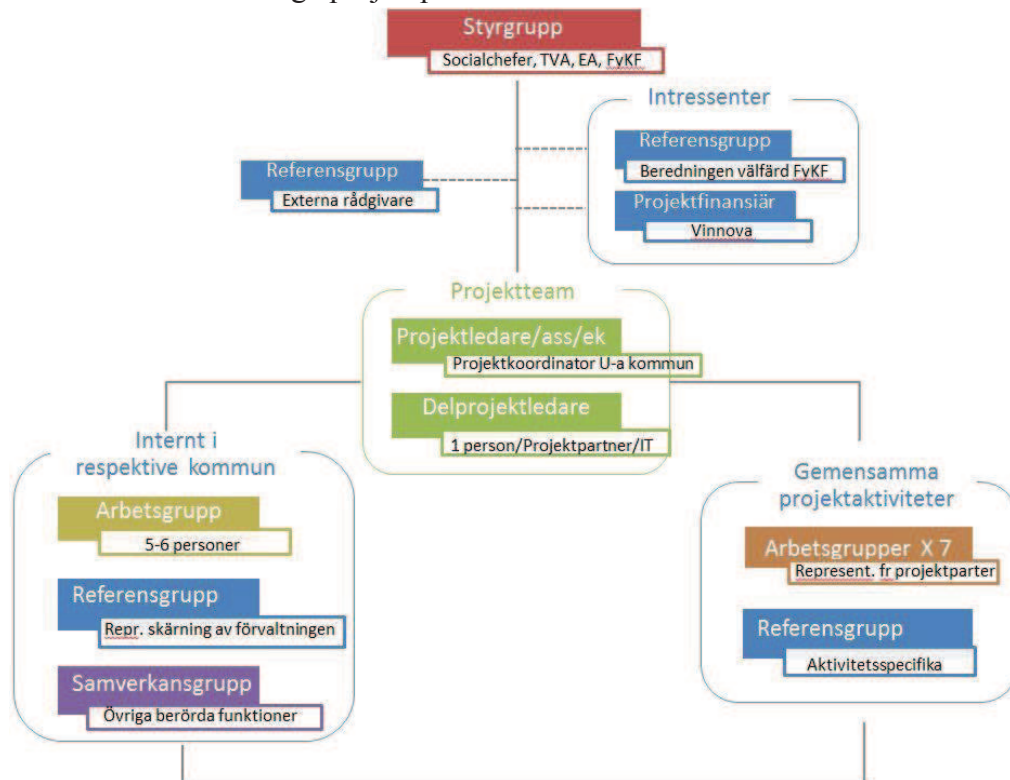 Styrgrupp
Socialchefer, TVA, EA, FyKF
Intressenter
Referensgrupp
Beredningen välfärd FyKF
Projektfinansiär
Vinnova
Referensgrupp
Externa rådgivare
Projektteam
Projektledare/ass/ek
Projektkoordinator U-a kommun
Delprojektledare
1 person/Projektpartner/IT
Internt i
respektive kommun
Arbetsgrupp
5-6 personer
Referensgrupp
Repr. skärning av förvaltningen
Samverkansgrupp
Övriga berörda funktioner
Gemensamma
projektaktiviteter
Arbetsgrupper X 7
Represent. fr projektparter
Referensgrupp
Aktivitetsspecifika